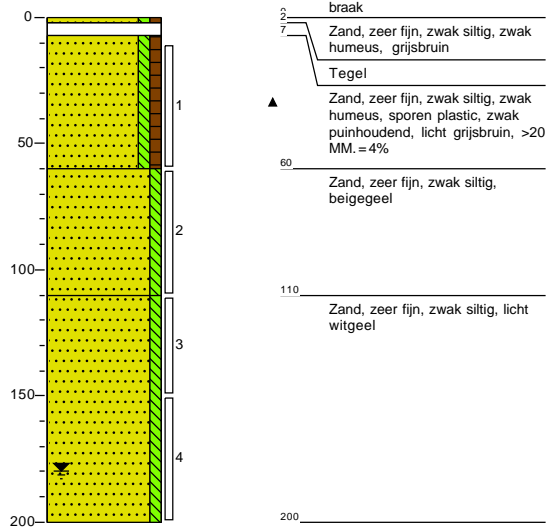 0
braak
0
2
Zand, zeer fijn, zwak siltig, zwak
humeus, grijsbruin
7
Tegel
Zand, zeer fijn, zwak siltig, zwak
humeus, sporen plastic, zwak
puinhoudend, licht grijsbruin, >20
MM.=4%
1
50
60
Zand, zeer fijn, zwak siltig,
beigegeel
2
100
110
Zand, zeer fijn, zwak siltig, licht
witgeel
3
150
4
200
200